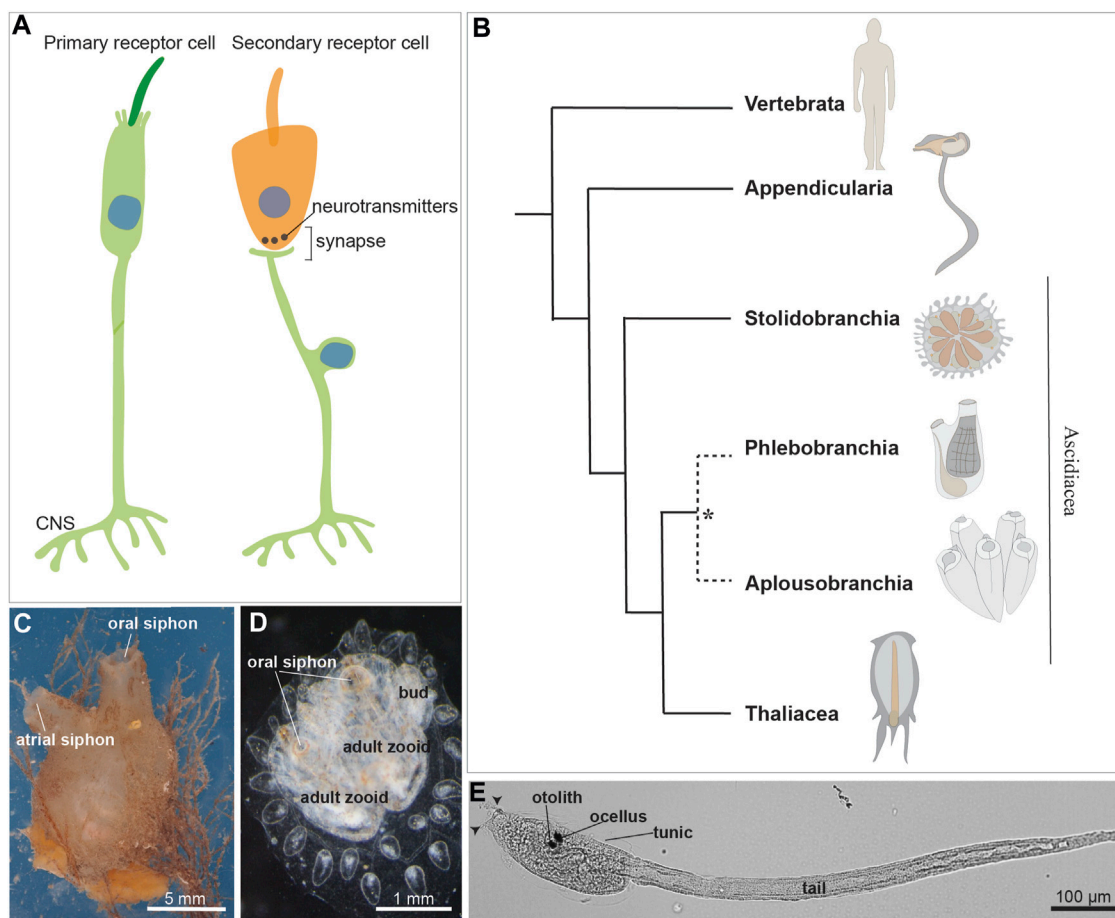 A
Primary receptor cell
Secondary receptor cell
neurotransmitters
synapse
CNS
B
Vertebrata
Appendicularia
Stolidobranchia
Phlebobranchia
*
Aplousobranchia
Thaliacea
Ascidiacea
C
oral siphon
atrial siphon
5 mm
D
oral siphon
bud
adult zooid
adult zooid
1 mm
E
otolith
ocellus
tunic
tail
100 µm